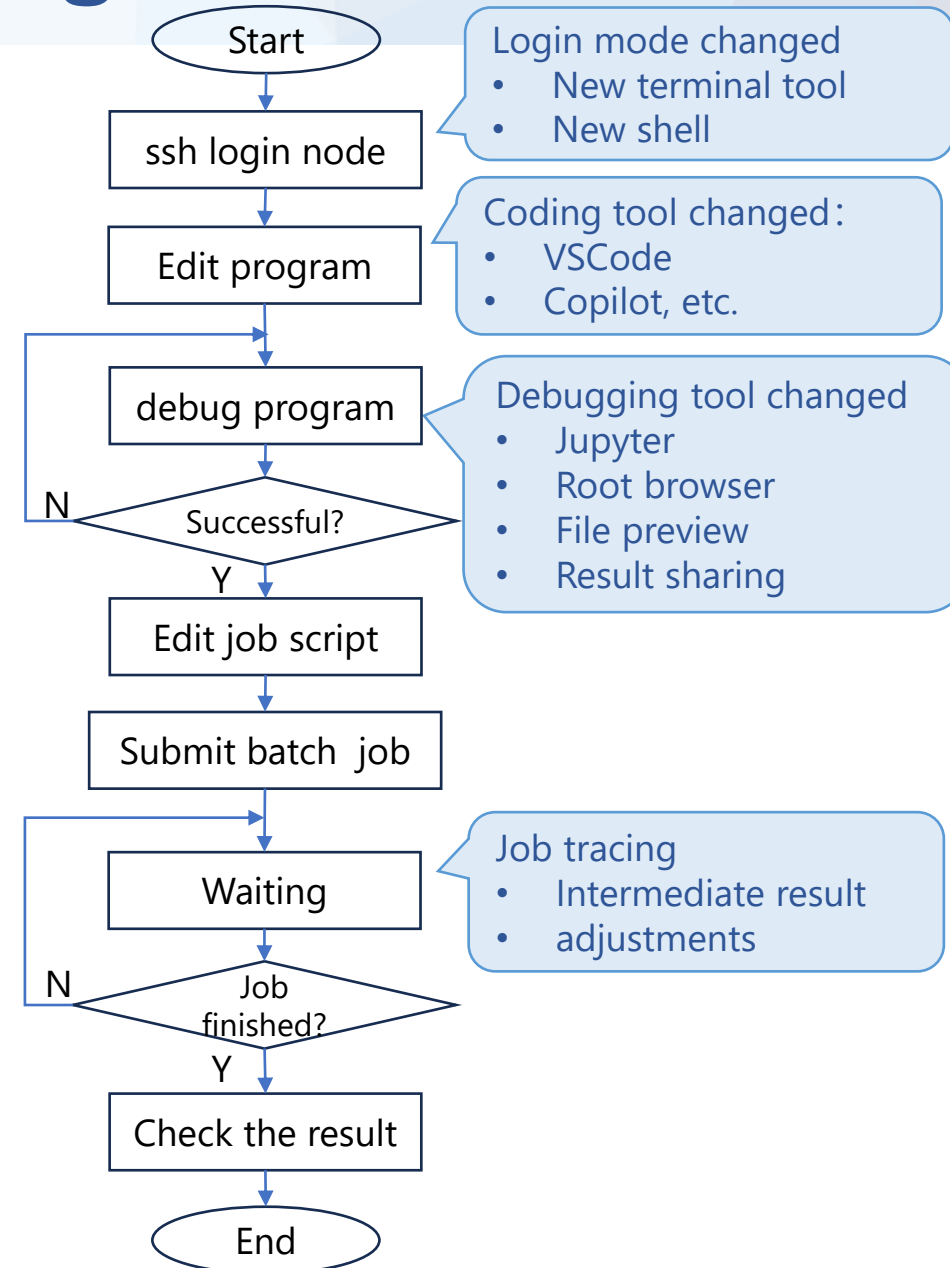 g
Start
Login mode changed
• New terminal tool
• New shell
ssh login node
Coding tool changed：
• VSCode
• Copilot, etc.
Edit program
Debugging tool changed
• Jupyter
• Root browser
• File preview
• Result sharing
debug program
N
Successful?
Y
Edit job script
Submit batch job
Job tracing
• Intermediate result
• adjustments
Waiting
N
Job
finished?
Y
Check the result
End